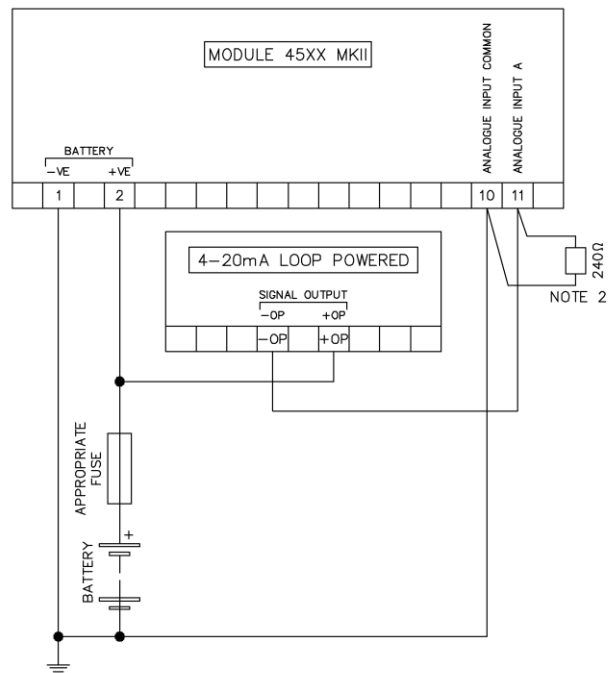 MODULE 45XX MKII
ANALOGUE INPUT COMMON
ANALOGUE INPUT A
BATTERY
-VE
+VE
1
2
10
11
4-20mA LOOP POWERED
SIGNAL OUTPUT
-OP
+OP
-OP
+OP
240Ω
NOTE 2
APPROPRIATE
FUSE
+
BATTERY